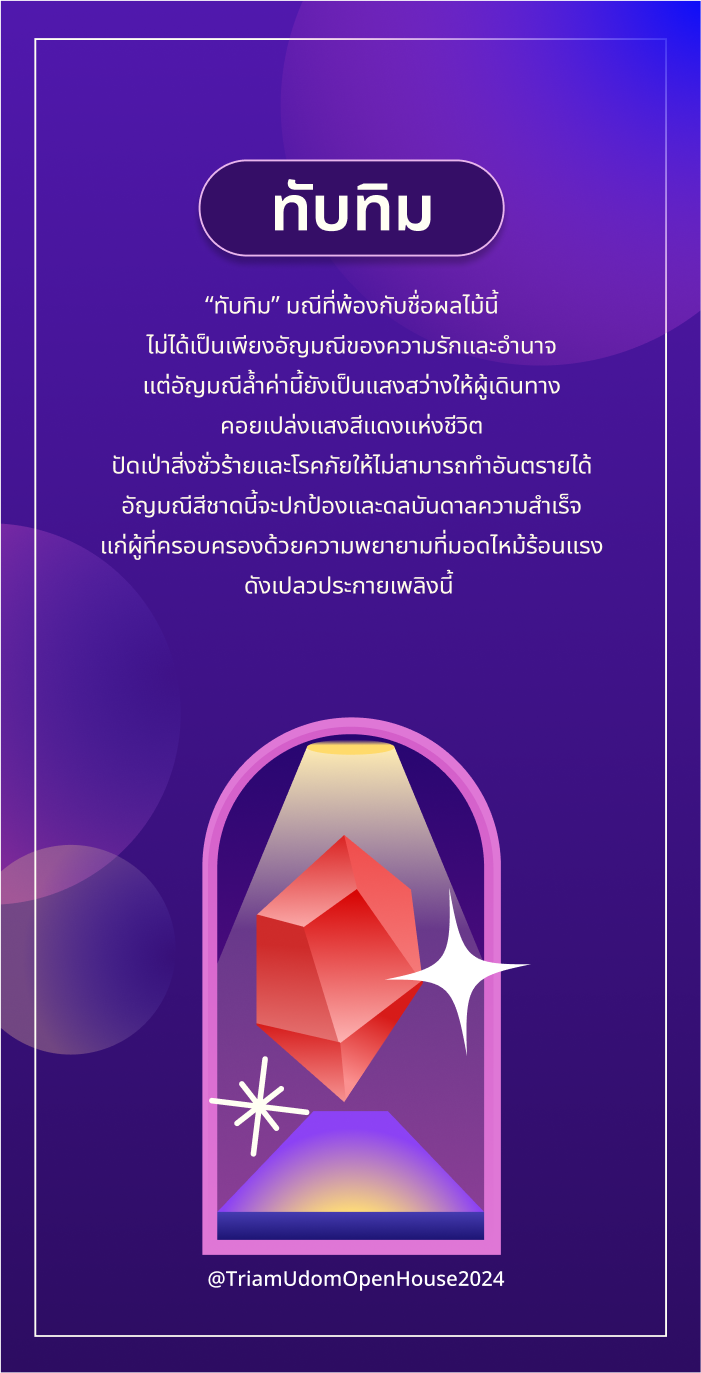 ทับทิม
“ทับทิม” มณีที่พ้องกับชื่อผลไม้นี้
ไม่ได้เป็นเพียงอัญมณีของความรักและอำนาจ
แต่อัญมณีล้ำค่านี้ยังเป็นแสงสว่างให้ผู้เดินทาง
คอยเปล่งแสงสีแดงแห่งชีวิต
ปัดเป่าสิ่งชั่วร้ายและโรคภัยให้ไม่สามารถทำอันตรายได้
อัญมณีสีชาดนี้จะปกป้องและดลบันดาลความสำเร็จ
แก่ผู้ที่ครอบครองด้วยความพยายามที่มอดไหม้ร้อนแรง
ดังเปลวประกายเพลิงนี้
@TriamUdomOpenHouse2024